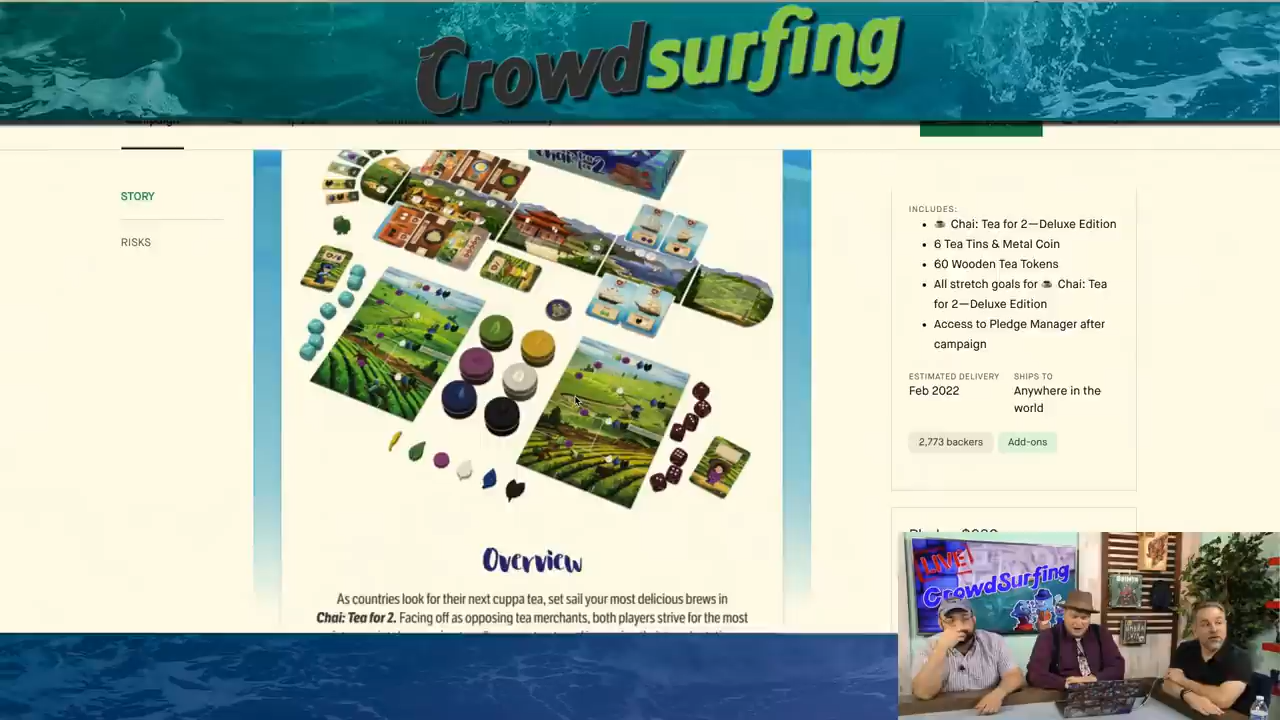 Crowdsurfing
STORY
RISKS
INCLUDES:
Chai: Tea for 2—Deluxe Edition
6 Tea Tins & Metal Coin
60 Wooden Tea Tokens
All stretch goals for Chai: Tea
for 2—Deluxe Edition
Access to Pledge Manager after
campaign
ESTIMATED DELIVERY
SHIPS TO
Feb 2022
Anywhere in the
world
2,773 backers
Add-ons
Overview
As countries look for their next cuppa tea, set sail your most delicious brews in
Chai: Tea for 2. Facing off as opposing tea merchants, both players strive for the most
LIVE!
CrowdSurfing